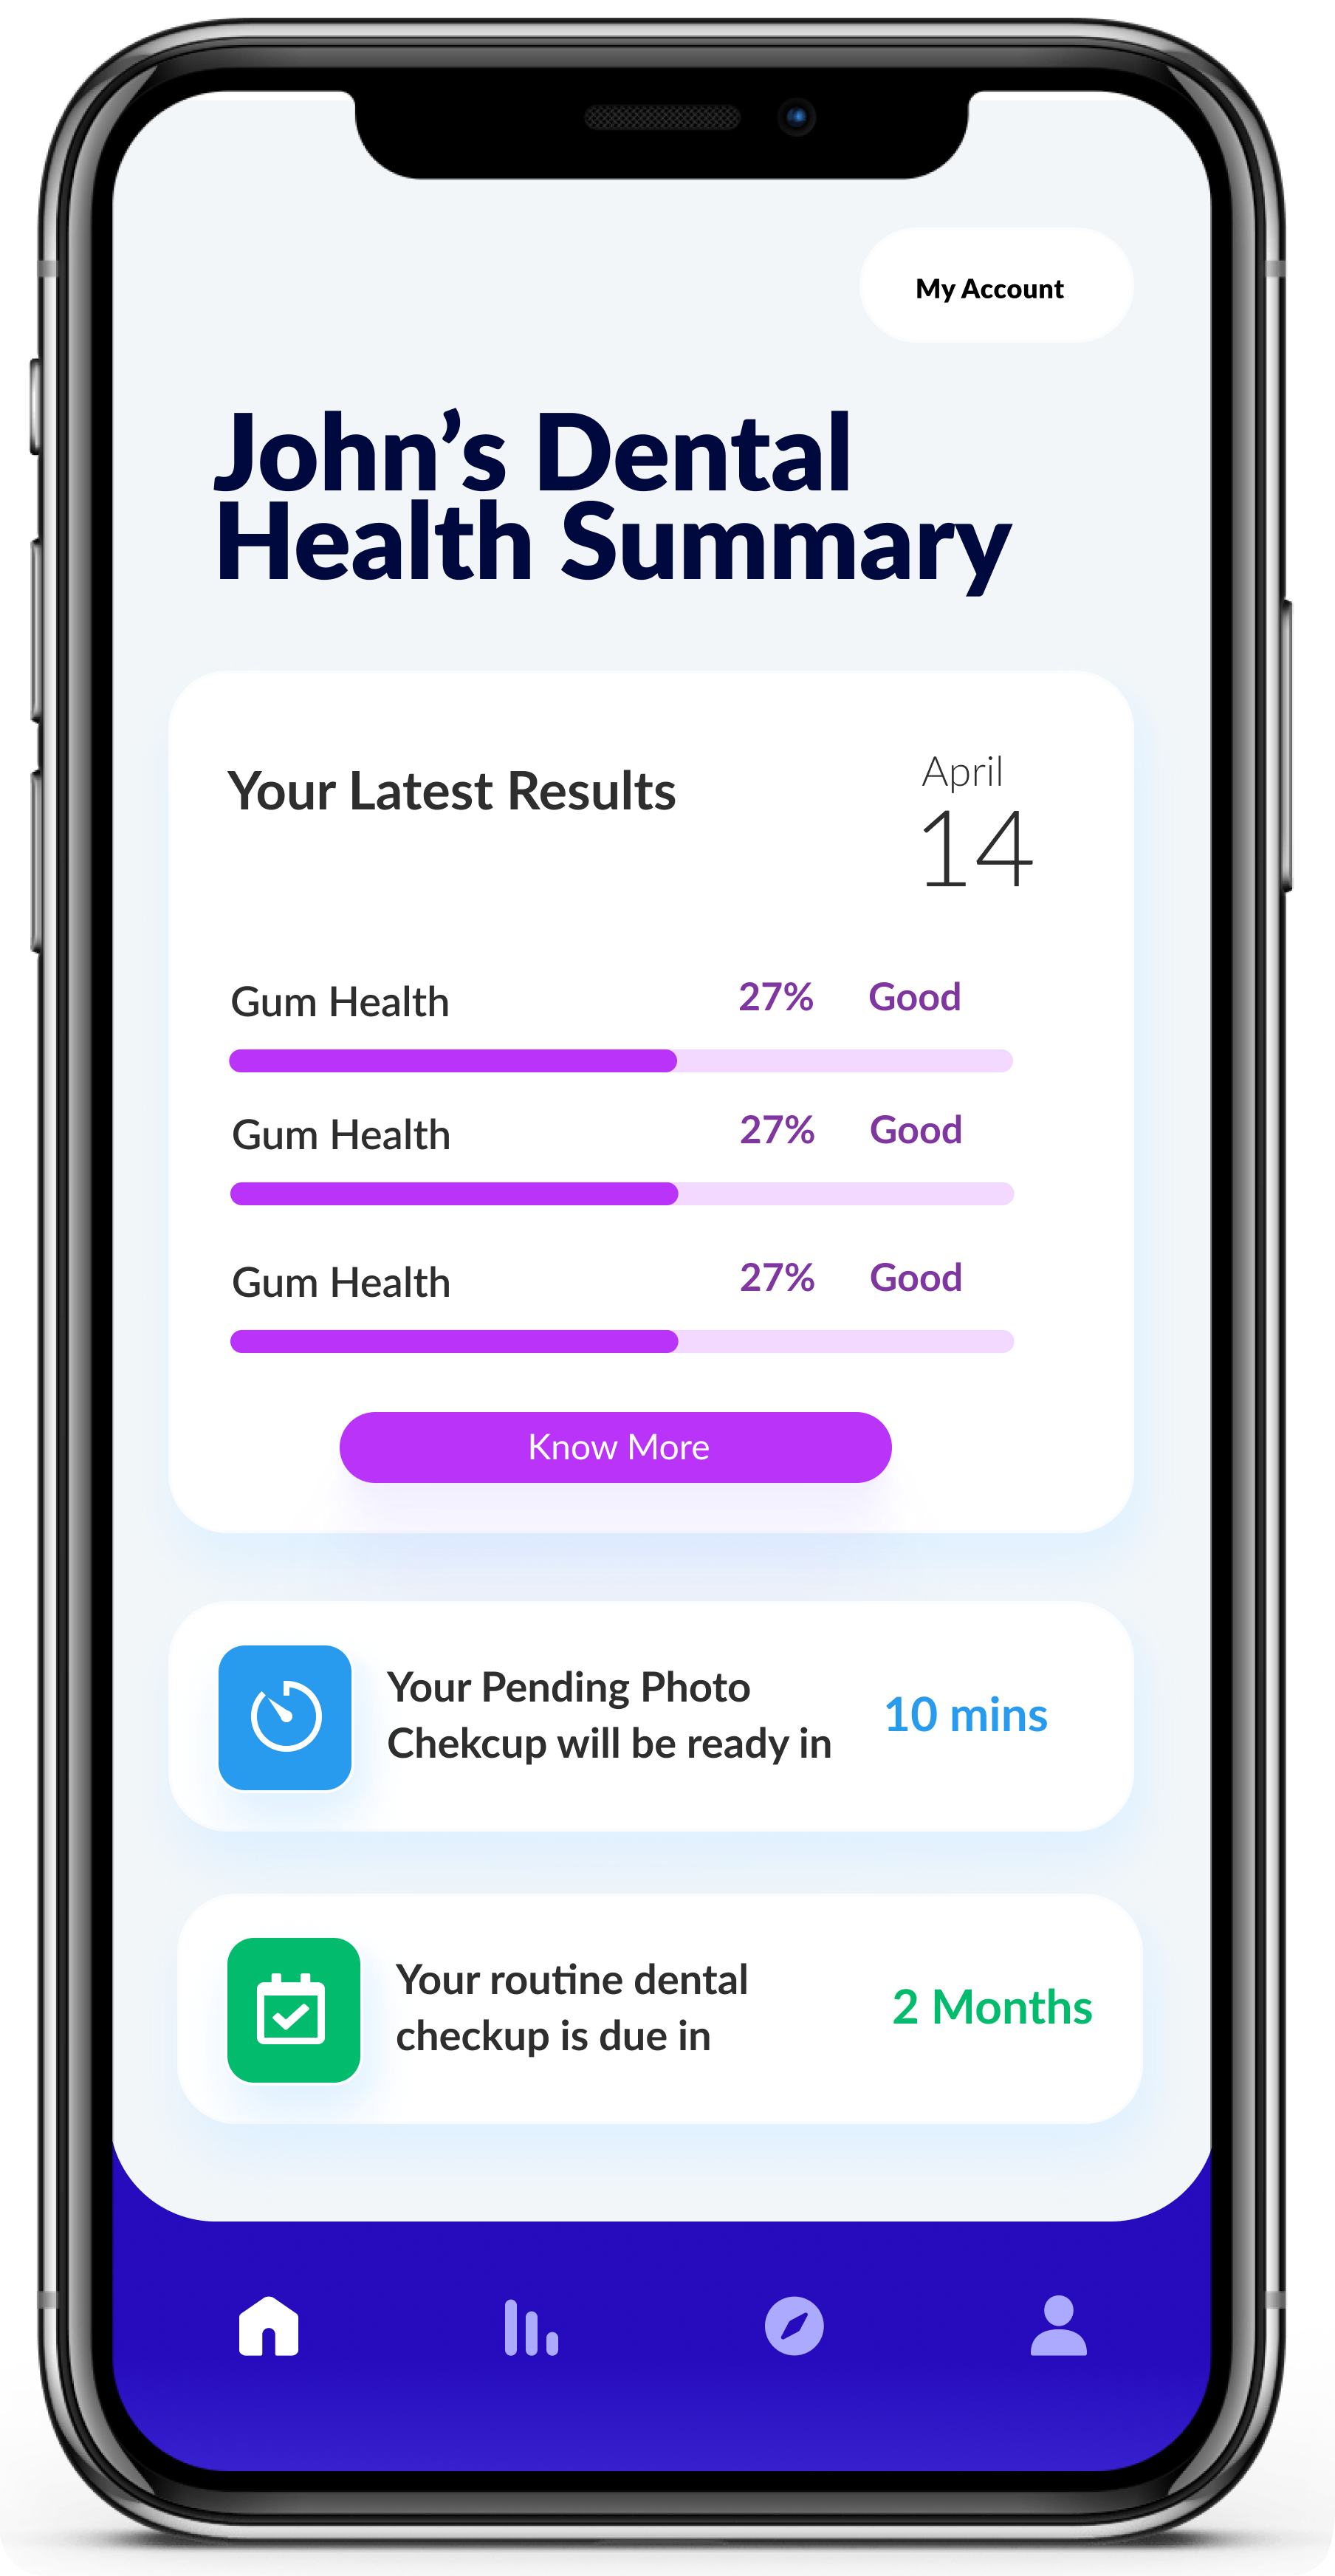 My Account
John’s Dental
Health Summary
Your Latest Results
April
14
Gum Health 27% Good
Gum Health 27% Good
Gum Health 27% Good
Know More
Your Pending Photo
Chekcup will be ready in
10 mins
Your routine dental
checkup is due in
2 Months